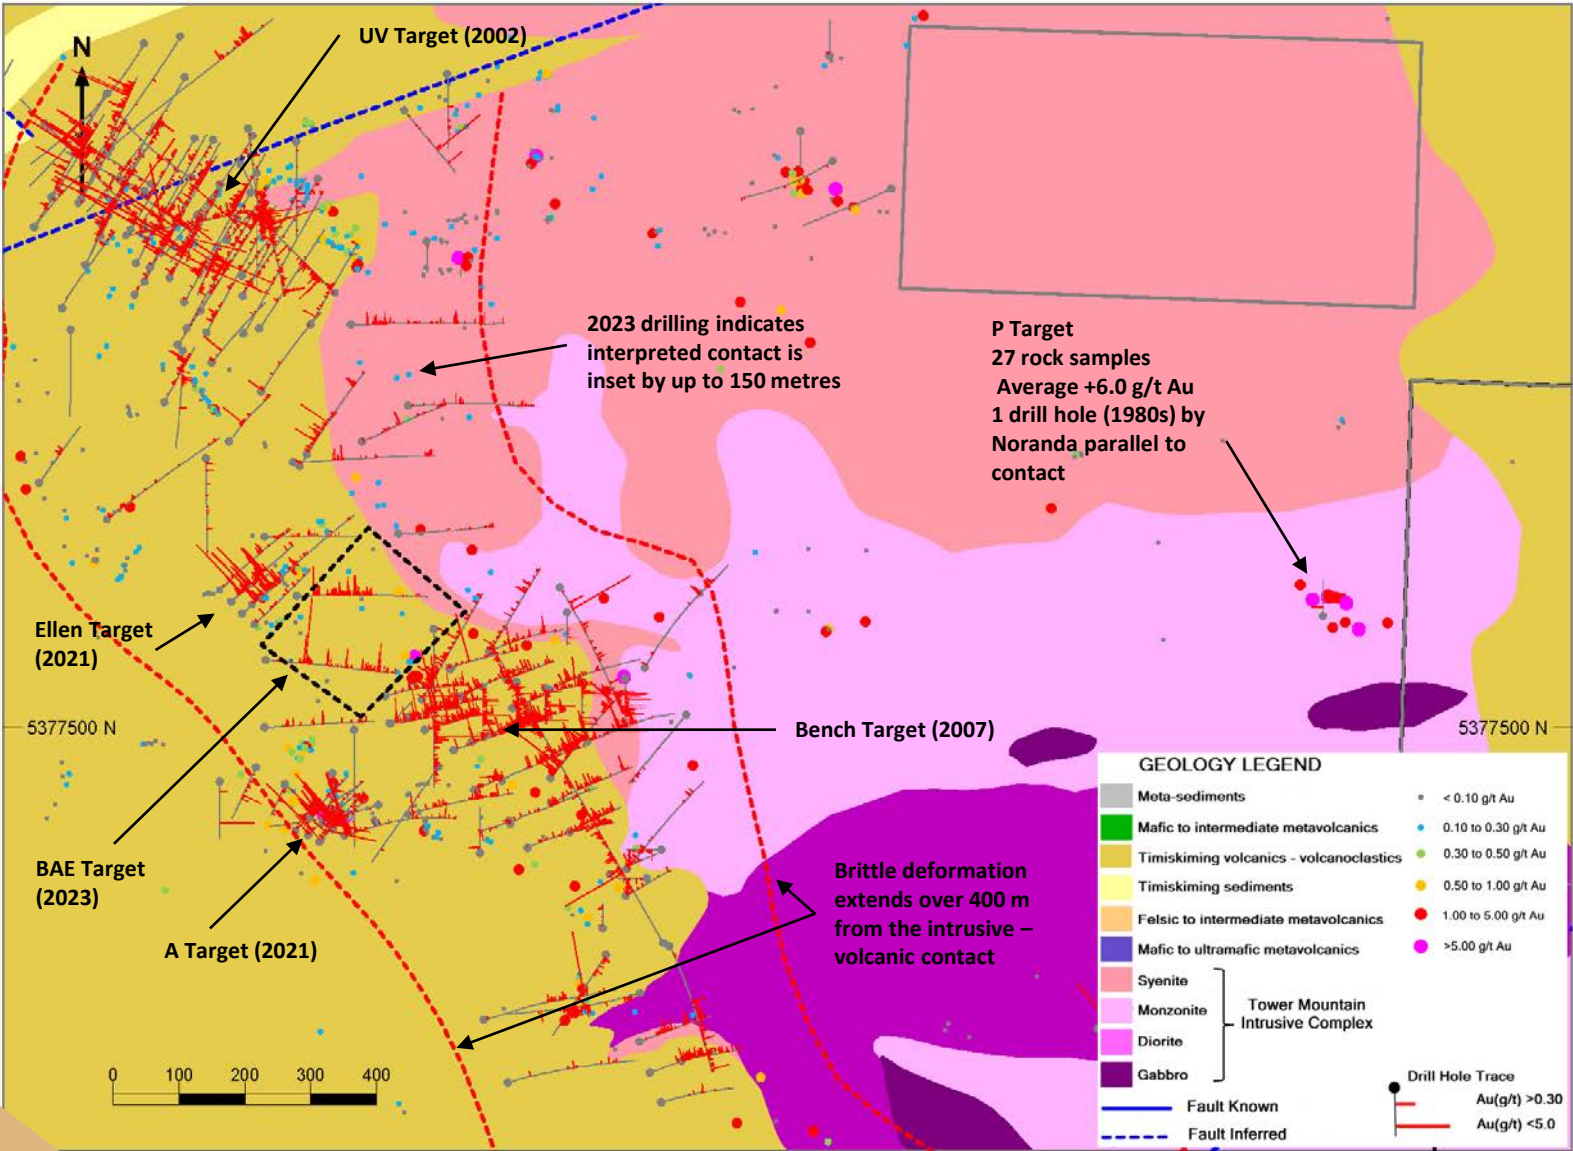 UV Target (2002)
N
2023 drilling indicates
interpreted contact is
inset by up to 150 metres
P Target
27 rock samples
Average +6.0 g/t Au
1 drill hole (1980s) by
Noranda parallel to
contact
Ellen Target
(2021)
5377500 N
Bench Target (2007)
5377500 N
BAE Target
(2023)
A Target (2021)
Brittle deformation
extends over 400 m
from the intrusive –
volcanic contact
0 100 200 300 400
GEOLOGY LEGEND
Meta-sediments
Mafic to intermediate metavolcanics
Timiskiming volcanics - volcanoclastics
Timiskiming sediments
Felsic to intermediate metavolcanics
Mafic to ultramafic metavolcanics
Syenite
Monzonite
Diorite
Gabbro
Tower Mountain
Intrusive Complex
Fault Known
Fault Inferred
< 0.10 g/t Au
0.10 to 0.30 g/t Au
0.30 to 0.50 g/t Au
0.50 to 1.00 g/t Au
1.00 to 5.00 g/t Au
>5.00 g/t Au
Drill Hole Trace
Au(g/t) >0.30
Au(g/t) <5.0